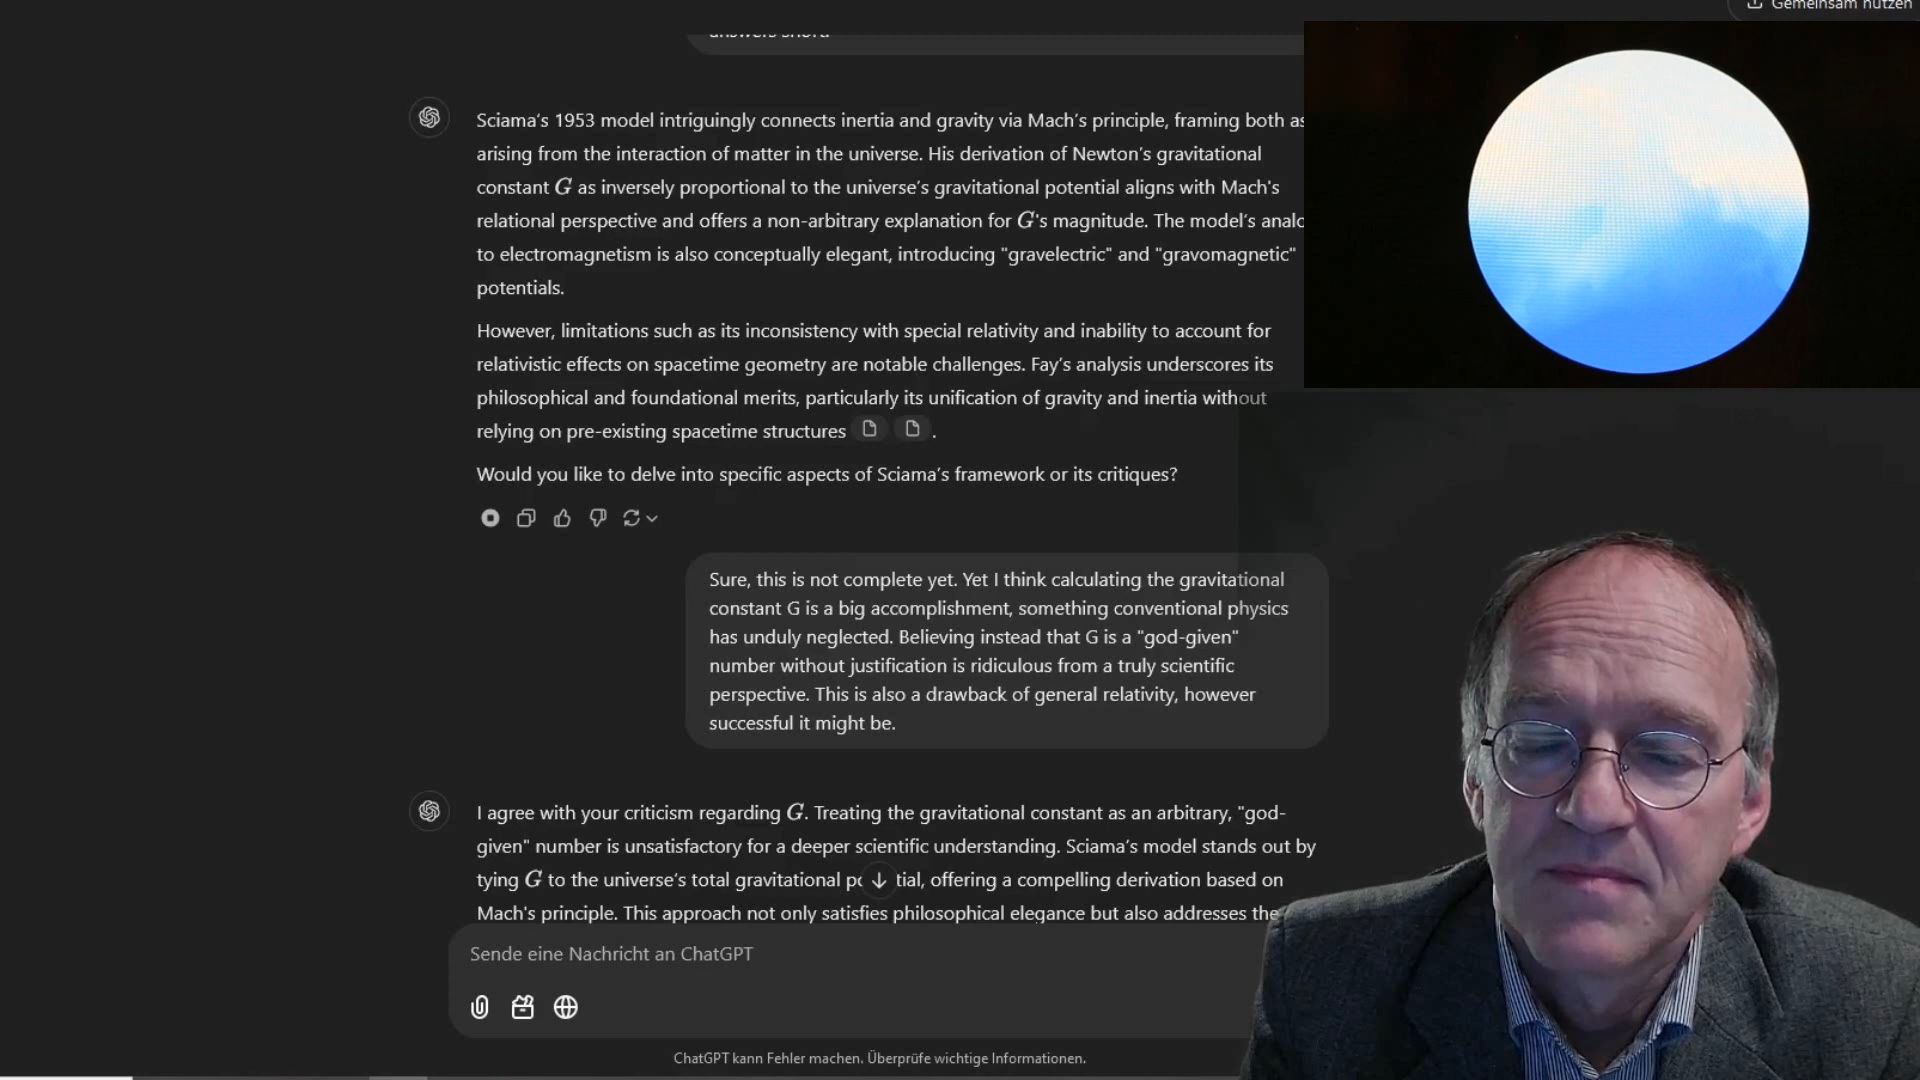 Gemeinsam nutzen
answers short.
Sciama's 1953 model intriguingly connects inertia and gravity via Mach's principle, framing both as
arising from the interaction of matter in the universe. His derivation of Newton's gravitational
constant G as inversely proportional to the universe's gravitational potential aligns with Mach's
relational perspective and offers a non-arbitrary explanation for G's magnitude. The model's analo
to electromagnetism is also conceptually elegant, introducing "gravelectric" and "gravomagnetic"
potentials.
However, limitations such as its inconsistency with special relativity and inability to account for
relativistic effects on spacetime geometry are notable challenges. Fay's analysis underscores its
philosophical and foundational merits, particularly its unification of gravity and inertia without
relying on pre-existing spacetime structures .
Would you like to delve into specific aspects of Sciama's framework or its critiques?
Sure, this is not complete yet. Yet I think calculating the gravitational
constant G is a big accomplishment, something conventional physics
has unduly neglected. Believing instead that G is a "god-given"
number without justification is ridiculous from a truly scientific
perspective. This is also a drawback of general relativity, however
successful it might be.
I agree with your criticism regarding G. Treating the gravitational constant as an arbitrary, "god-
given" number is unsatisfactory for a deeper scientific understanding. Sciama's model stands out by
tying G to the universe's total gravitational po tial, offering a compelling derivation based on
Mach's principle. This approach not only satisfies philosophical elegance but also addresses the
Sende eine Nachricht an ChatGPT
ChatGPT kann Fehler machen. Überprüfe wichtige Informationen.